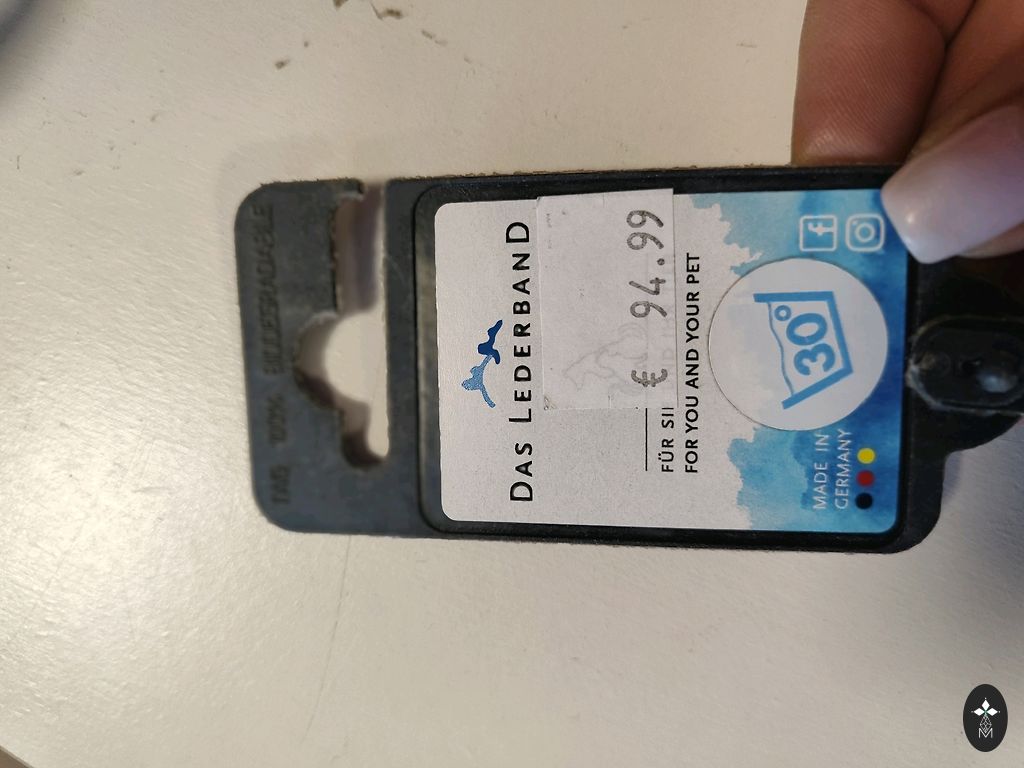 TAG 100% BIODEGRADABLE
DAS LEDERBAND
€ 94.99
FÜR SI
FOR YOU AND YOUR PET
30°
MADE IN
GERMANY
M